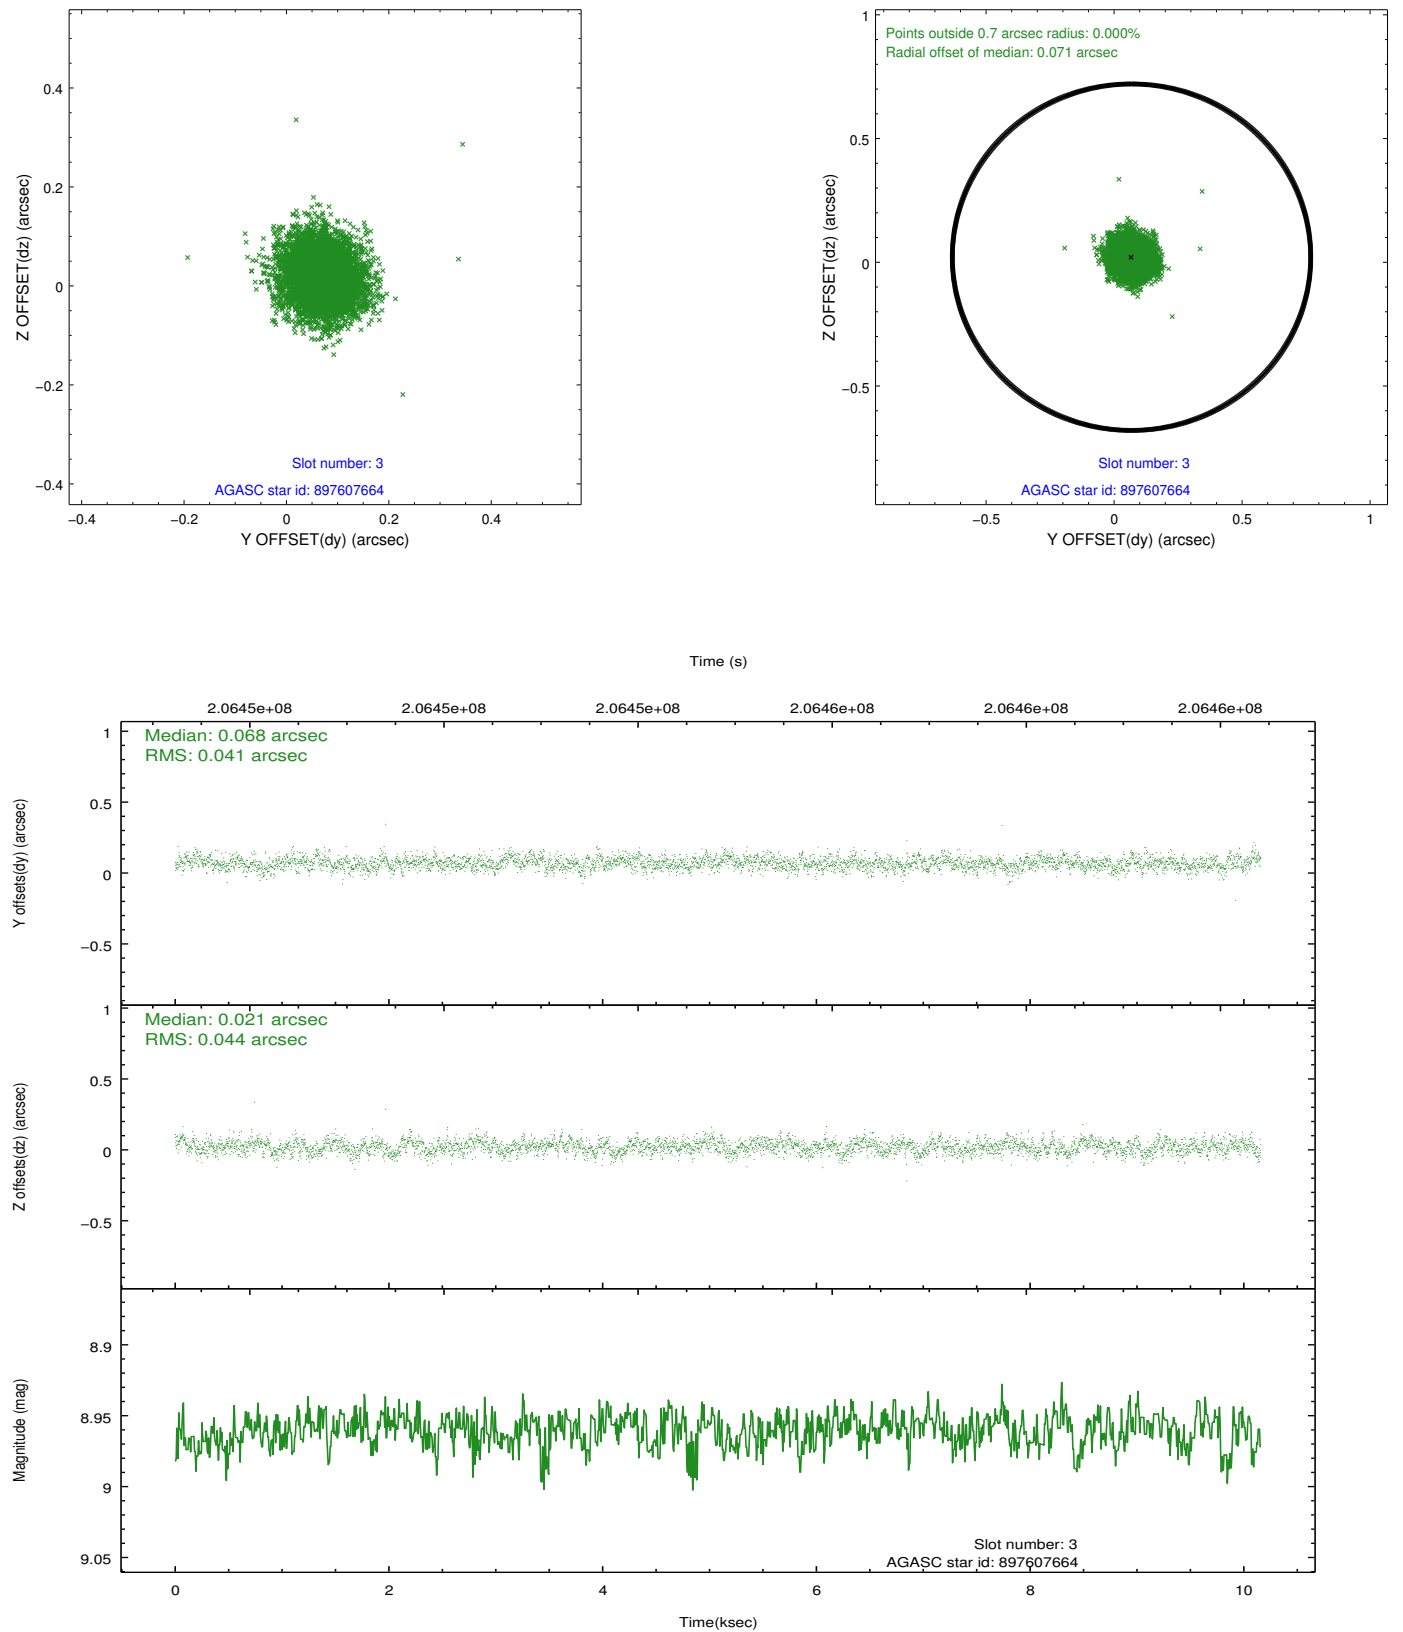 0.4
0.2
0
−0.2
−0.4
−0.4
−0.2
0
0.2
0.4
Z OFFSET(dz) (arcsec)
Y OFFSET(dy) (arcsec)
Slot number: 3
AGASC star id: 897607664
Points outside 0.7 arcsec radius: 0.000%
Radial offset of median: 0.071 arcsec
1
0.5
0
−0.5
−0.5
0
0.5
1
Z OFFSET(dz) (arcsec)
Y OFFSET(dy) (arcsec)
Slot number: 3
AGASC star id: 897607664
Time (s)
2.0645e+08
2.0645e+08
2.0645e+08
2.0646e+08
2.0646e+08
2.0646e+08
Median: 0.068 arcsec
RMS: 0.041 arcsec
1
0.5
0
−0.5
Y offsets(dy) (arcsec)
Median: 0.021 arcsec
RMS: 0.044 arcsec
1
0.5
0
−0.5
Z offsets(dz) (arcsec)
8.9
8.95
9
9.05
Magnitude (mag)
Slot number: 3
AGASC star id: 897607664
0
2
4
6
8
10
Time(ksec)